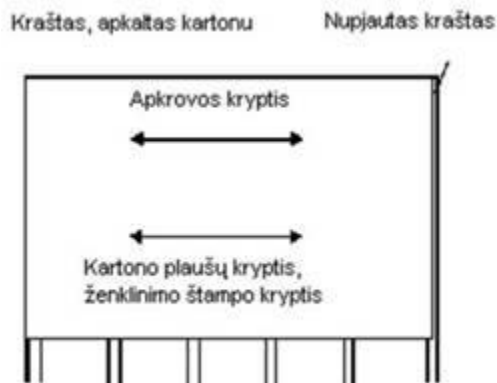 Kraštas, apkaltas kartonu
Nupjautas kraštas
Apkrovos kryptis
Kartono plaušų kryptis,
ženklinimo štampo kryptis